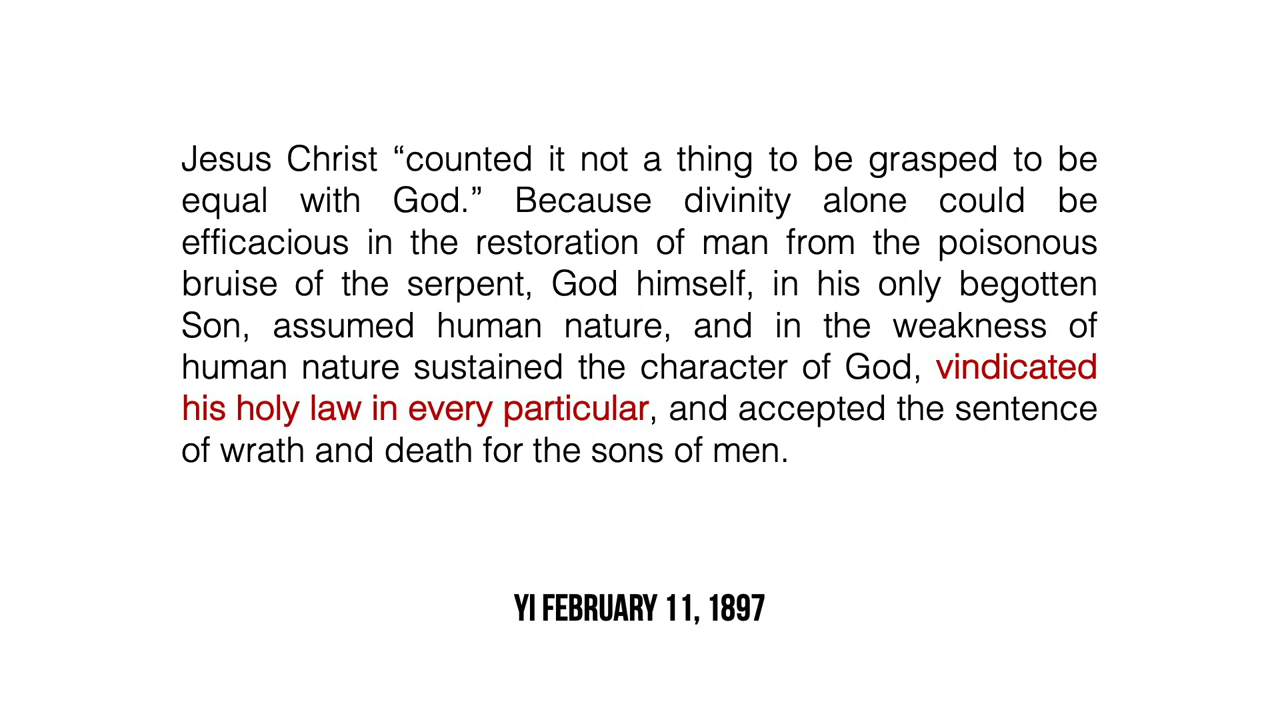 Jesus Christ “counted it not a thing to be grasped to be
equal with God.” Because divinity alone could be
efficacious in the restoration of man from the poisonous
bruise of the serpent, God himself, in his only begotten
Son, assumed human nature, and in the weakness of
human nature sustained the character of God, vindicated
his holy law in every particular, and accepted the sentence
of wrath and death for the sons of men.
YI FEBRUARY 11, 1897